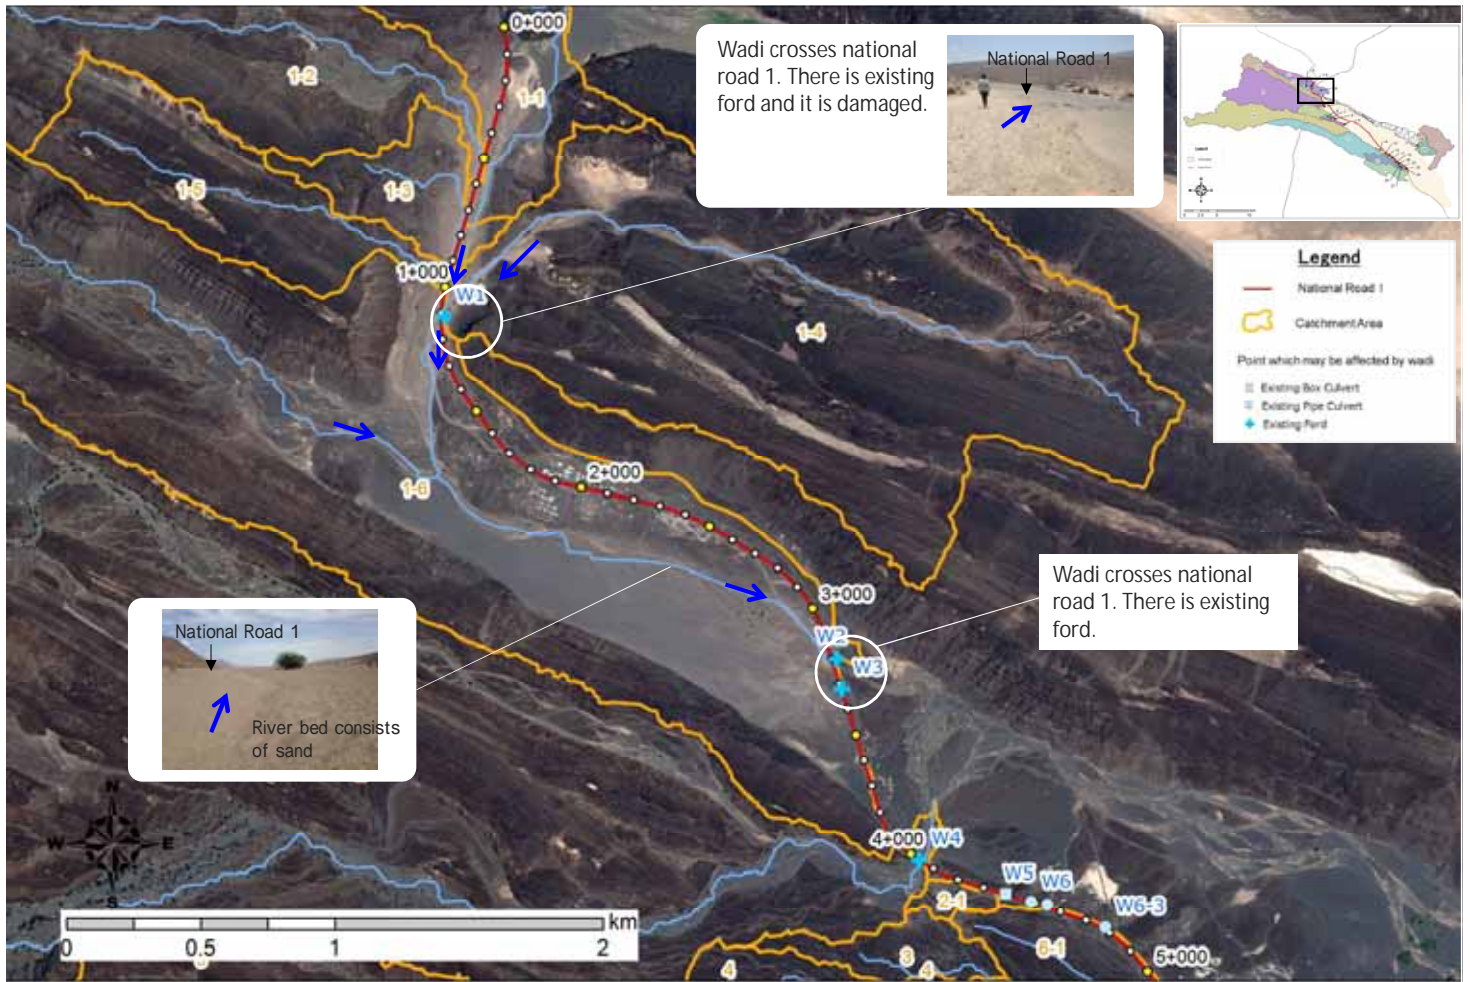 0+000
1-2
1-1
1-5
1-3
1+000
W1
1-4
2+000
1-6
3+000
W2
W3
4+000
W4
W5
W6
W6-3
2-1
3
4
4
6-1
5+000
Wadi crosses national
road 1. There is existing
ford and it is damaged.
National Road 1
Legend
National Road 1
Catchment Area
Point which may be affected by wadi
Existing Box Culvert
Existing Pipe Culvert
Existing Ford
Wadi crosses national
road 1. There is existing
ford.
National Road 1
River bed consists
of sand
N
W E
S
km
0 0.5 1 2